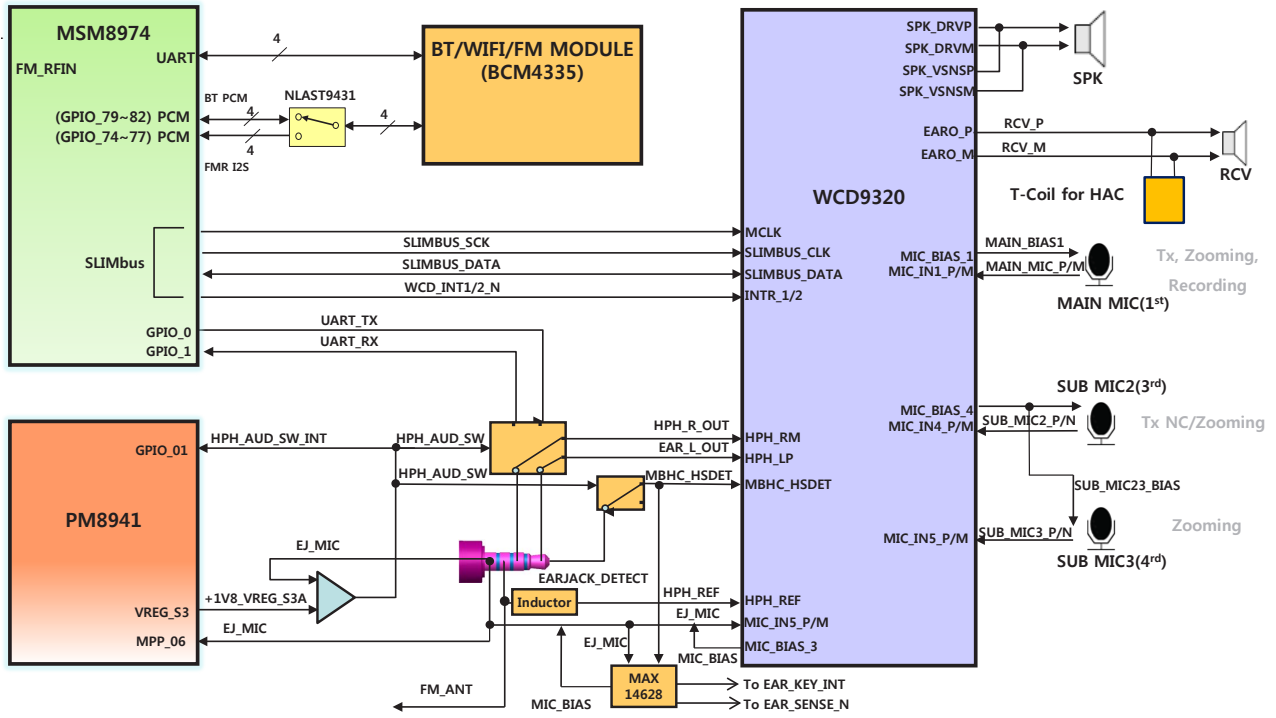 MSM8974
FM_RFIN
UART
(GPIO_79~82) PCM
(GPIO_74~77) PCM
SLIMbus
GPIO_0
GPIO_1
4
BT PCM
4
4
FMR I2S
NLAST9431
4
BT/WIFI/FM MODULE
(BCM4335)
SLIMBUS_SCK
SLIMBUS_DATA
WCD_INT1/2_N
UART_TX
UART_RX
WCD9320
MCLK
SLIMBUS_CLK
SLIMBUS_DATA
INTR_1/2
HPH_RM
HPH_LP
MBHC_HSDET
HPH_REF
MIC_IN5_P/M
MIC_BIAS_3
SPK_DRVP
SPK_DRVM
SPK_VSNSP
SPK_VSNSM
EARO_P
EARO_M
MIC_BIAS_1
MIC_IN1_P/M
MIC_BIAS_4
MIC_IN4_P/M
MIC_IN5_P/M
SPK
RCV_P
RCV_M
RCV
T-Coil for HAC
MAIN_BIAS1
MAIN_MIC_P/M
MAIN MIC(1st)
Tx, Zooming,
Recording
SUB MIC2(3rd)
SUB_MIC2_P/N
Tx NC/Zooming
SUB_MIC23_BIAS
SUB_MIC3_P/N
SUB MIC3(4rd)
Zooming
PM8941
GPIO_01
VREG_S3
MPP_06
HPH_AUD_SW_INT
HPH_AUD_SW
HPH_AUD_SW
HPH_R_OUT
EAR_L_OUT
MBHC_HSDET
EJ_MIC
+1V8_VREG_S3A
EJ_MIC
EARJACK_DETECT
Inductor
HPH_REF
EJ_MIC
EJ_MIC
MIC_BIAS
MAX
14628
MIC_BIAS
FM_ANT
To EAR_KEY_INT
To EAR_SENSE_N